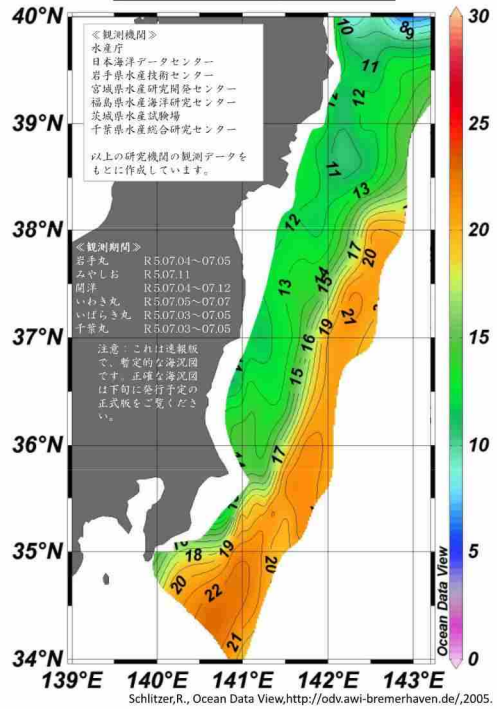 40°N
39°N
38°N
37°N
36°N
35°N
34°N
139°E
140°E
141°E
142°E
143°E
≪観測機関≫
水産庁
日本海洋データセンター
岩手県水産技術センター
宮城県水産研究開発センター
福島県水産海洋研究センター
茨城県水産試験場
千葉県水産総合研究センター
以上の研究機関の観測データを
もとに作成しています。
≪観測期間≫
岩手丸 R5.07.04～07.05
みやしお R5.07.11
開洋 R5.07.04～07.12
いわき丸 R5.07.05～07.07
いばらき丸 R5.07.03～07.05
千葉丸 R5.07.03～07.05
注意：これは速報版
で、暫定的な海況図
です。正確な海況図
は下旬に発行予定の
正式版をご覧くださ
い。
10
8
9
11
12
11
13
12
17
20
13
14
15
21
19
16
15
17
18
19
20
20
22
21
30
25
20
15
10
5
0
Ocean Data View
Schlitzer,R., Ocean Data View,http://odv.awi-bremerhaven.de/,2005.